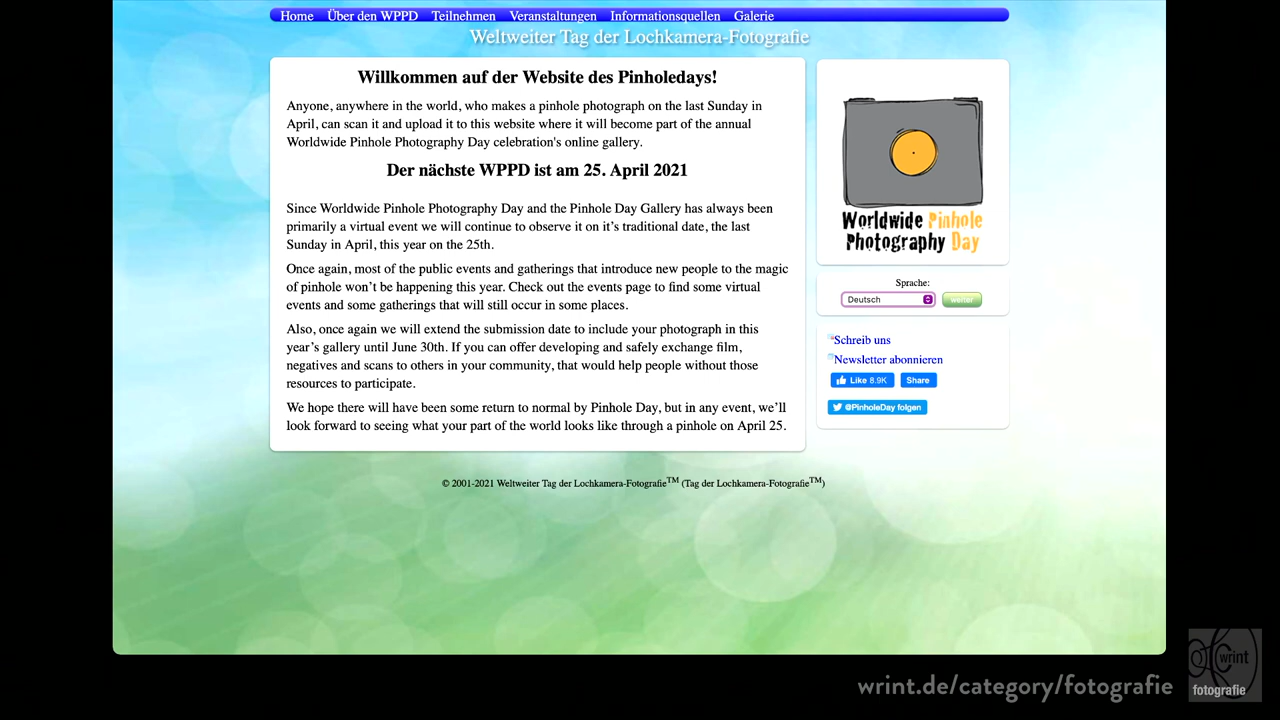 Home Über den WPPD Teilnehmen Veranstaltungen Informationsquellen Galerie
Weltweiter Tag der Lochkamera-Fotografie
Willkommen auf der Website des Pinholedays!
Anyone, anywhere in the world, who makes a pinhole photograph on the last Sunday in
April, can scan it and upload it to this website where it will become part of the annual
Worldwide Pinhole Photography Day celebration's online gallery.
Der nächste WPPD ist am 25. April 2021
Since Worldwide Pinhole Photography Day and the Pinhole Day Gallery has always been
primarily a virtual event we will continue to observe it on it’s traditional date, the last
Sunday in April, this year on the 25th.
Once again, most of the public events and gatherings that introduce new people to the magic
of pinhole won’t be happening this year. Check out the events page to find some virtual
events and some gatherings that will still occur in some places.
Also, once again we will extend the submission date to include your photograph in this
year’s gallery until June 30th. If you can offer developing and safely exchange film,
negatives and scans to others in your community, that would help people without those
resources to participate.
We hope there will have been some return to normal by Pinhole Day, but in any event, we’ll
look forward to seeing what your part of the world looks like through a pinhole on April 25.
Worldwide Pinhole
Photography Day
Sprache:
Deutsch weiter
Schreib uns
Newsletter abonnieren
Like 8.9K Share
@PinholeDay folgen
© 2001-2021 Weltweiter Tag der Lochkamera-Fotografie™ (Tag der Lochkamera-Fotografie™)
wrint.de/category/fotografie
wrint
fotografie